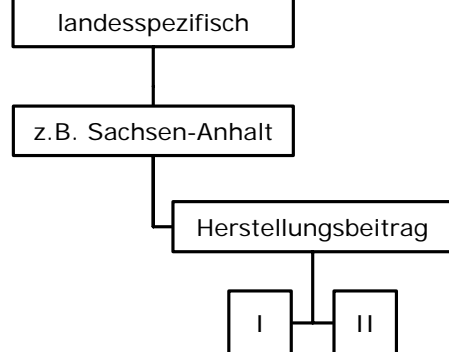 landesspezifisch
z.B. Sachsen-Anhalt
Herstellungsbeitrag
I II